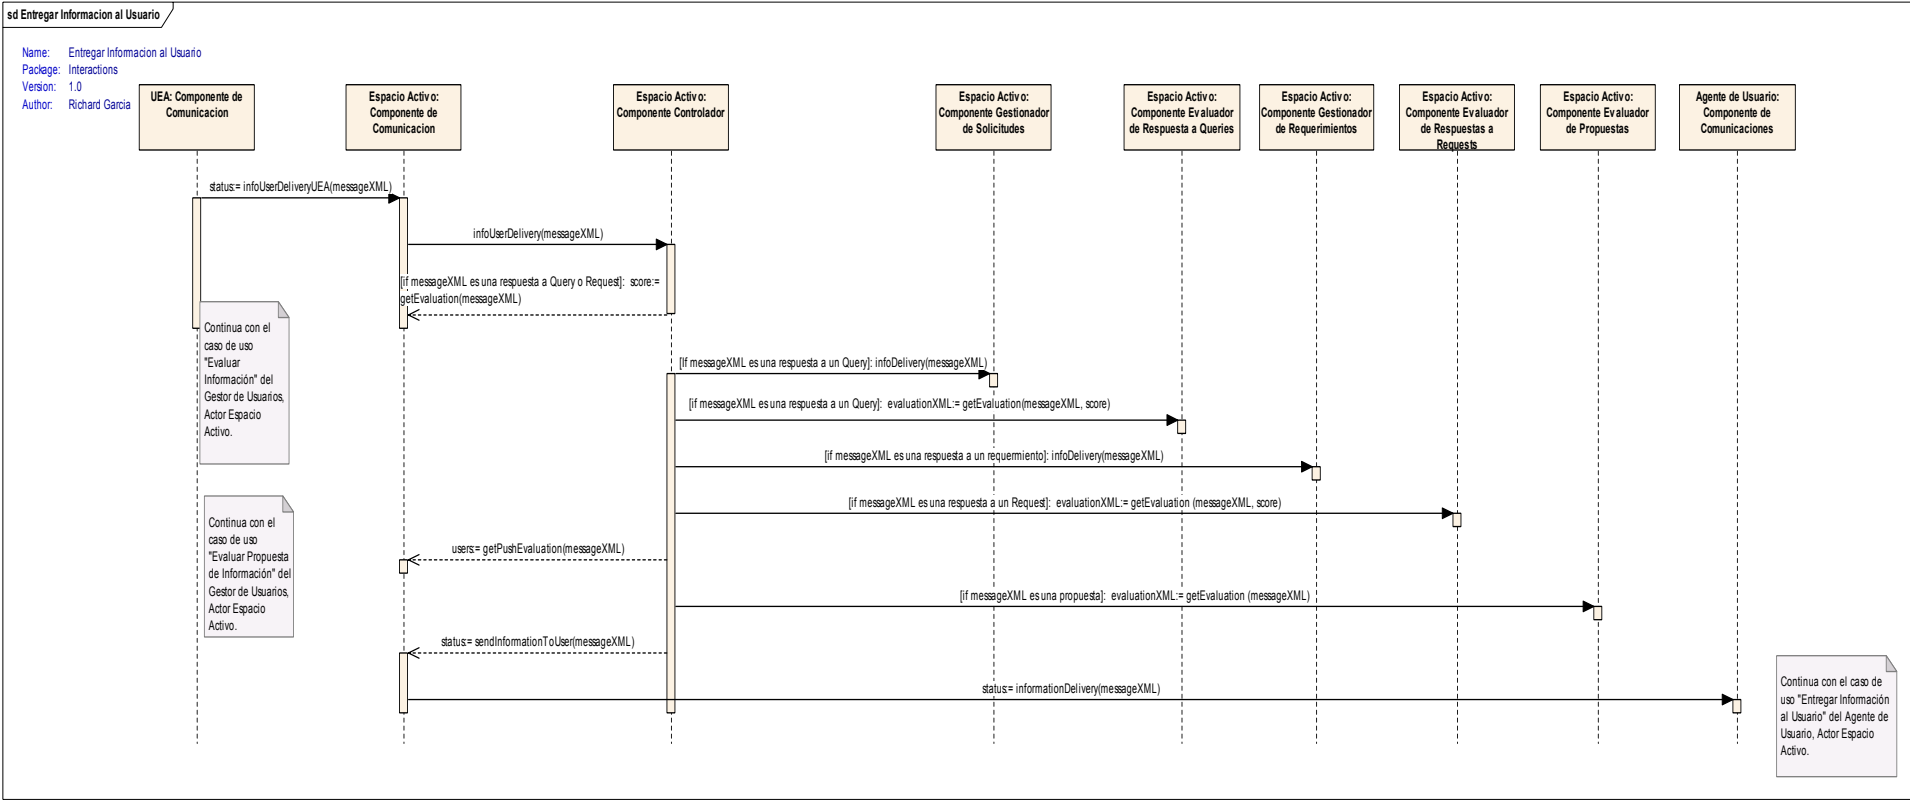 sd Entregar Informacion al Usuario
Name: Entregar Informacion al Usuario
Package: Interactions
Version: 1.0
Author: Richard Garcia
UEA: Componente de
Comunicacion
Espacio Activo:
Componente de
Comunicacion
Espacio Activo:
Componente Controlador
Espacio Activo:
Componente Gestionador
de Solicitudes
Espacio Activo:
Componente Evaluador
de Respuesta a Queries
Espacio Activo:
Componente Gestionador
de Requerimientos
Espacio Activo:
Componente Evaluador
de Respuestas a
Requests
Espacio Activo:
Componente Evaluador
de Propuestas
Agente de Usuario:
Componente de
Comunicaciones
status:= infoUserDeliveryUEA(messageXML)
infoUserDelivery(messageXML)
[if messageXML es una respuesta a Query o Request]: score:=
getEvaluation(messageXML)
Continua con el
caso de uso
"Evaluar
Información" del
Gestor de Usuarios,
Actor Espacio
Activo.
[If messageXML es una respuesta a un Query]: infoDelivery(messageXML)
[if messageXML es una respuesta a un Query]: evaluationXML:= getEvaluation(messageXML, score)
[if messageXML es una respuesta a un requermiento]: infoDelivery(messageXML)
[if messageXML es una respuesta a un Request]: evaluationXML:= getEvaluation (messageXML, score)
Continua con el
caso de uso
"Evaluar Propuesta
de Información" del
Gestor de Usuarios,
Actor Espacio
Activo.
users:= getPushEvaluation(messageXML)
[if messageXML es una propuesta]: evaluationXML:= getEvaluation (messageXML)
status:= sendInformationToUser(messageXML)
status:= informationDelivery(messageXML)
Continua con el caso de
uso "Entregar Información
al Usuario" del Agente de
Usuario, Actor Espacio
Activo.